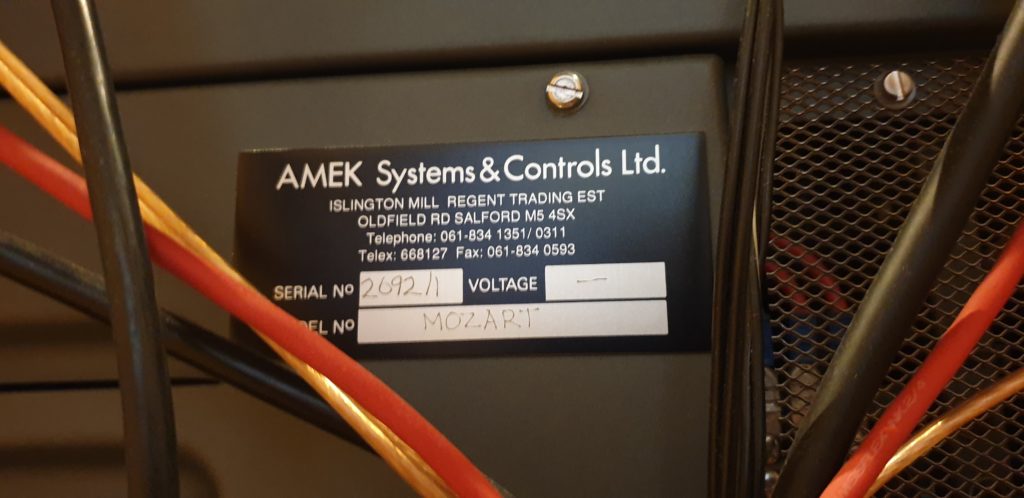 AMEK Systems & Controls Ltd.
ISLINGTON MILL REGENT TRADING EST
OLDFIELD RD SALFORD M5 4SX
Telephone: 061-834 1351/ 0311
Telex: 668127 Fax: 061-834 0593
SERIAL Nº 2692/1 VOLTAGE —
DEL Nº MOZART